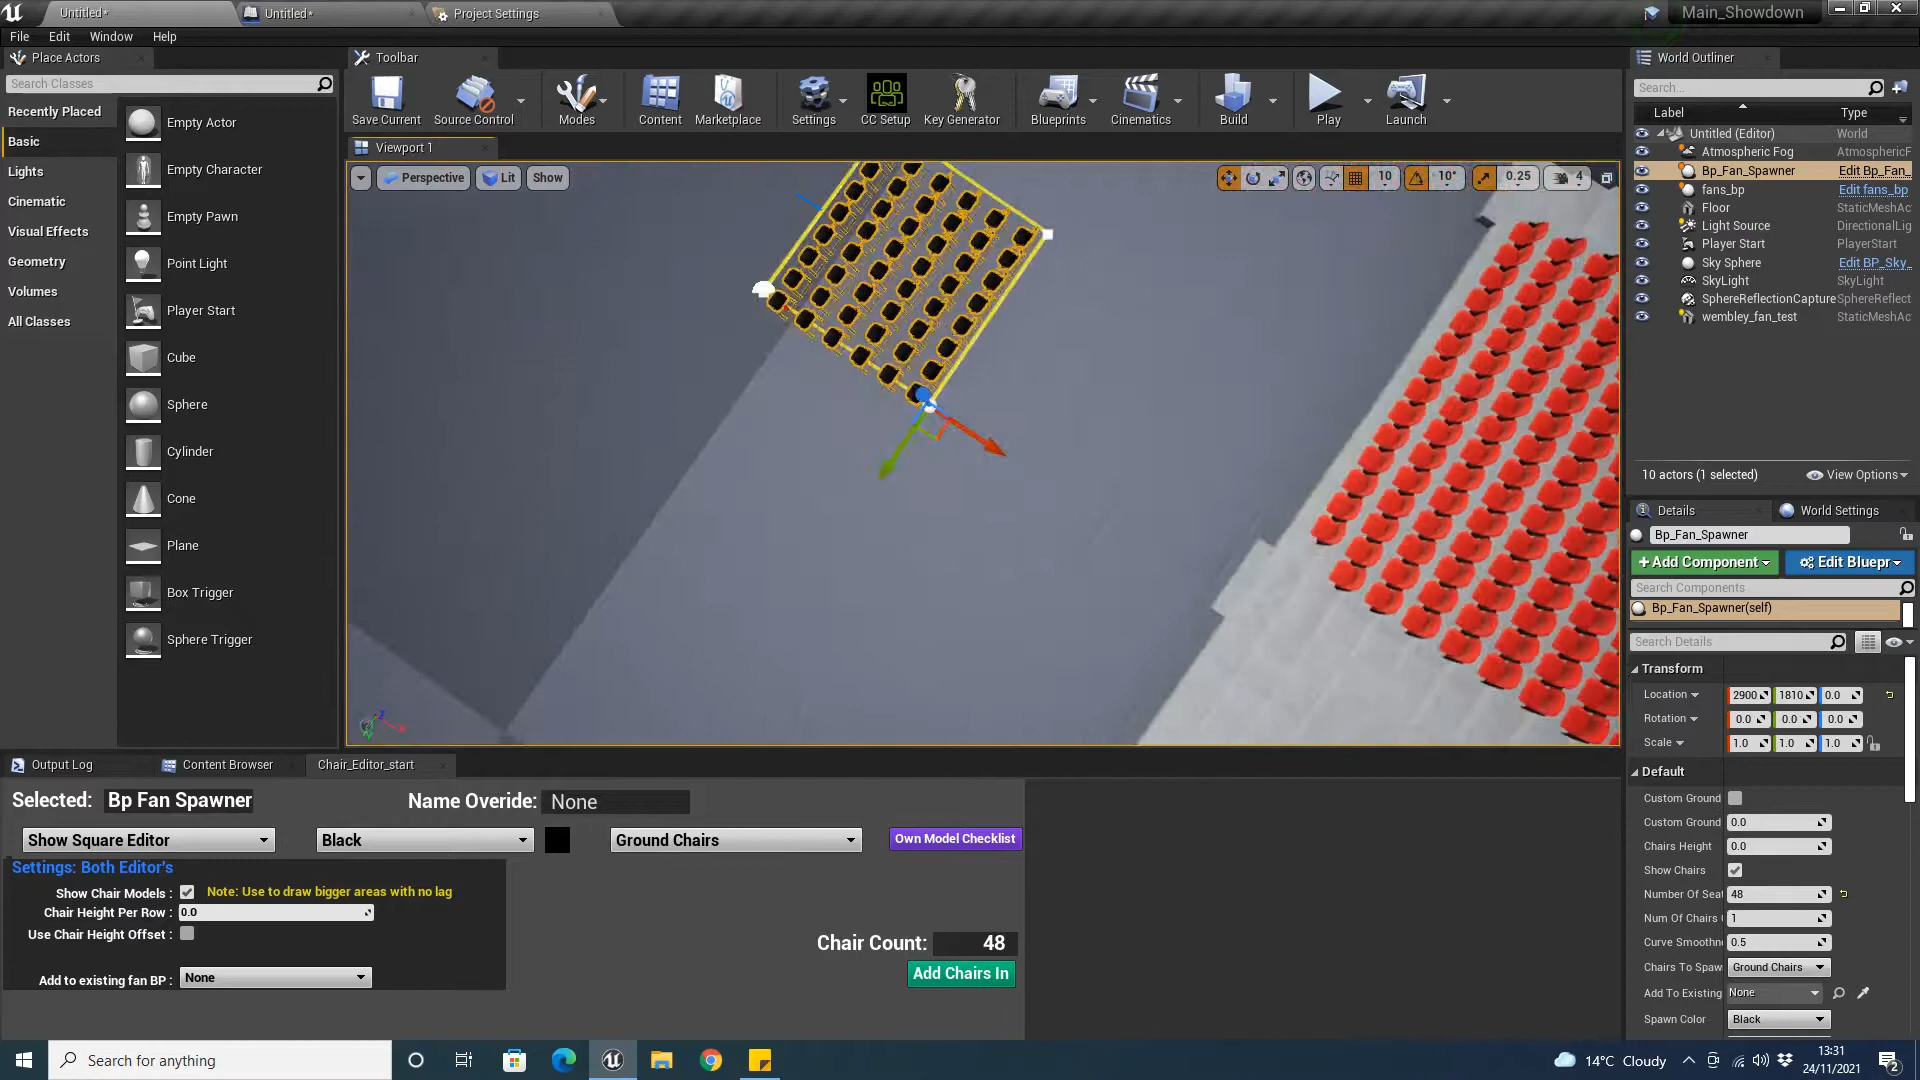 Untitled*
Untitled*
Project Settings
Main_Showdown
File
Edit
Window
Help
Place Actors
Search Classes
Recently Placed
Basic
Lights
Cinematic
Visual Effects
Geometry
Volumes
All Classes
Empty Actor
Empty Character
Empty Pawn
Point Light
Player Start
Cube
Sphere
Cylinder
Cone
Plane
Box Trigger
Sphere Trigger
Toolbar
Save Current
Source Control
Modes
Content
Marketplace
Settings
CC Setup
Key Generator
Blueprints
Cinematics
Build
Play
Launch
Viewport 1
Perspective
Lit
Show
10
10°
0.25
4
World Outliner
Search...
Label
Type
Untitled (Editor)
World
Atmospheric Fog
AtmosphericF
Bp_Fan_Spawner
Edit Bp_Fan_
fans_bp
Edit fans_bp
Floor
StaticMeshAc
Light Source
DirectionalLig
Player Start
PlayerStart
Sky Sphere
Edit BP_Sky_
SkyLight
SkyLight
SphereReflectionCapture
SphereReflect
wembley_fan_test
StaticMeshAc
10 actors (1 selected)
View Options
Details
World Settings
Bp_Fan_Spawner
+Add Component
Edit Bluepr
Search Components
Bp_Fan_Spawner(self)
Search Details
Transform
Location
2900
1810
0.0
Rotation
0.0
0.0
0.0
Scale
1.0
1.0
1.0
Default
Custom Ground
Custom Ground
0.0
Chairs Height
0.0
Show Chairs
Number Of Sea
48
Num Of Chairs
1
Curve Smoothn
0.5
Chairs To Spaw
Ground Chairs
Add To Existing
None
Spawn Color
Black
Output Log
Content Browser
Chair_Editor_start
Selected:
Bp Fan Spawner
Name Overide:
None
Show Square Editor
Black
Ground Chairs
Own Model Checklist
Settings: Both Editor's
Show Chair Models :
Note: Use to draw bigger areas with no lag
Chair Height Per Row :
0.0
Use Chair Height Offset :
Add to existing fan BP :
None
Chair Count:
48
Add Chairs In
Search for anything
14°C Cloudy
13:31
24/11/2021
2